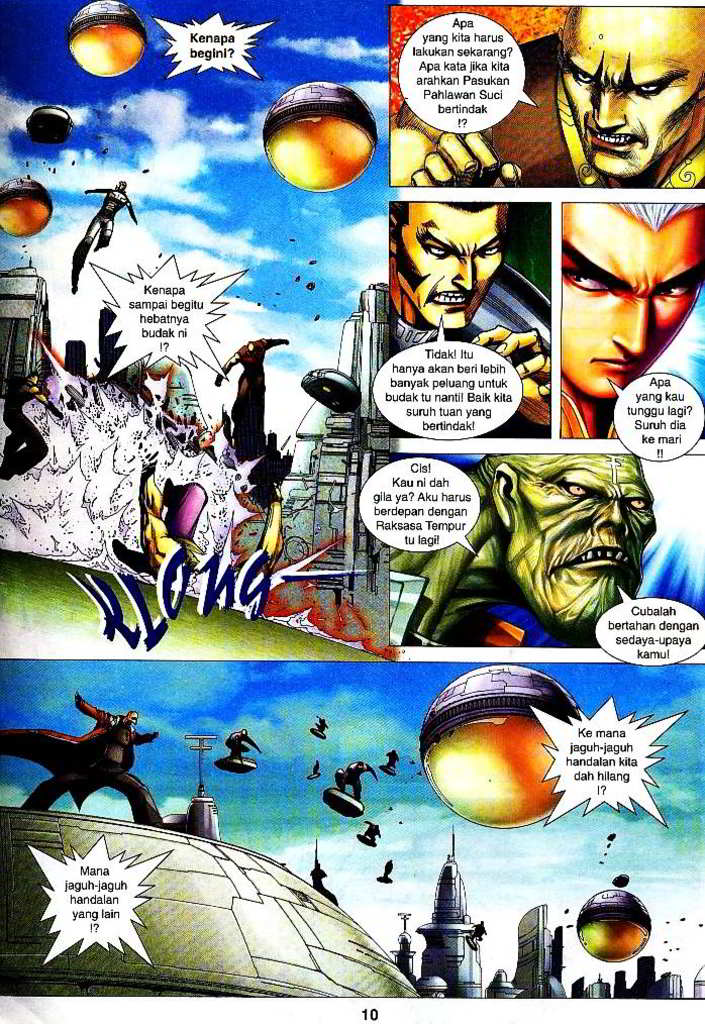 Kenapa
begini?
Kenapa
sampai begitu
hebatnya
budak ni
!?
KLONG
Apa
yang kita harus
lakukan sekarang?
Apa kata jika kita
arahkan Pasukan
Pahlawan Suci
bertindak
!?
Tidak! Itu
hanya akan beri lebih
banyak peluang untuk
budak tu nanti! Baik kita
suruh tuan yang
bertindak!
Apa yang kau
tunggu lagi?
Suruh dia
ke mari
!!
Cis!
Kau ni dah
gila ya? Aku harus
berdepan dengan
Raksasa Tempur
tu lagi!
Cubalah
bertahan dengan
sedaya-upaya
kamu!
Ke mana
jaguh-jaguh
handalan kita
dah hilang
!?
Mana
jaguh-jaguh
handalan
yang lain
!?
10